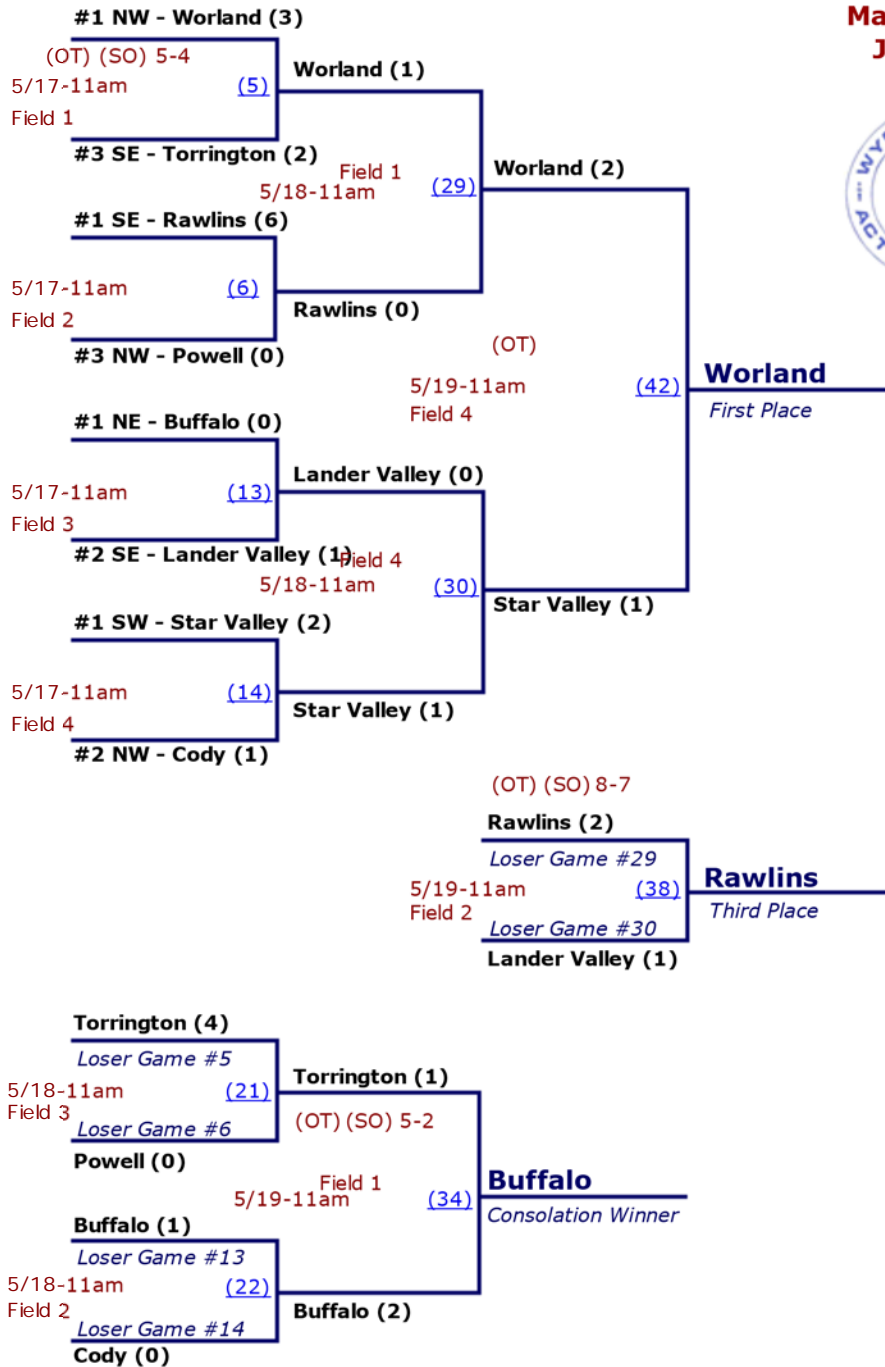 #1 NW - Worland (3)
Ma
J
(OT) (SO) 5-4
5/17-11am
(5)
Worland (1)
Field 1
#3 SE - Torrington (2)
Field 1
5/18-11am
(29)
Worland (2)
WY
ACT
#1 SE - Rawlins (6)
5/17-11am
(6)
Field 2
Rawlins (0)
#3 NW - Powell (0)
(OT)
5/19-11am
(42)
Worland
Field 4
First Place
#1 NE - Buffalo (0)
Lander Valley (0)
5/17-11am
(13)
Field 3
#2 SE - Lander Valley (1)
Field 4
5/18-11am
(30)
Star Valley (1)
#1 SW - Star Valley (2)
5/17-11am
(14)
Star Valley (1)
Field 4
#2 NW - Cody (1)
(OT) (SO) 8-7
Rawlins (2)
Loser Game #29
5/19-11am
(38)
Rawlins
Field 2
Third Place
Loser Game #30
Lander Valley (1)
Torrington (4)
Loser Game #5
5/18-11am
(21)
Torrington (1)
Field 3
Loser Game #6
(OT) (SO) 5-2
Powell (0)
Field 1
5/19-11am
(34)
Buffalo
Consolation Winner
Buffalo (1)
Loser Game #13
5/18-11am
(22)
Field 2
Buffalo (2)
Loser Game #14
Cody (0)